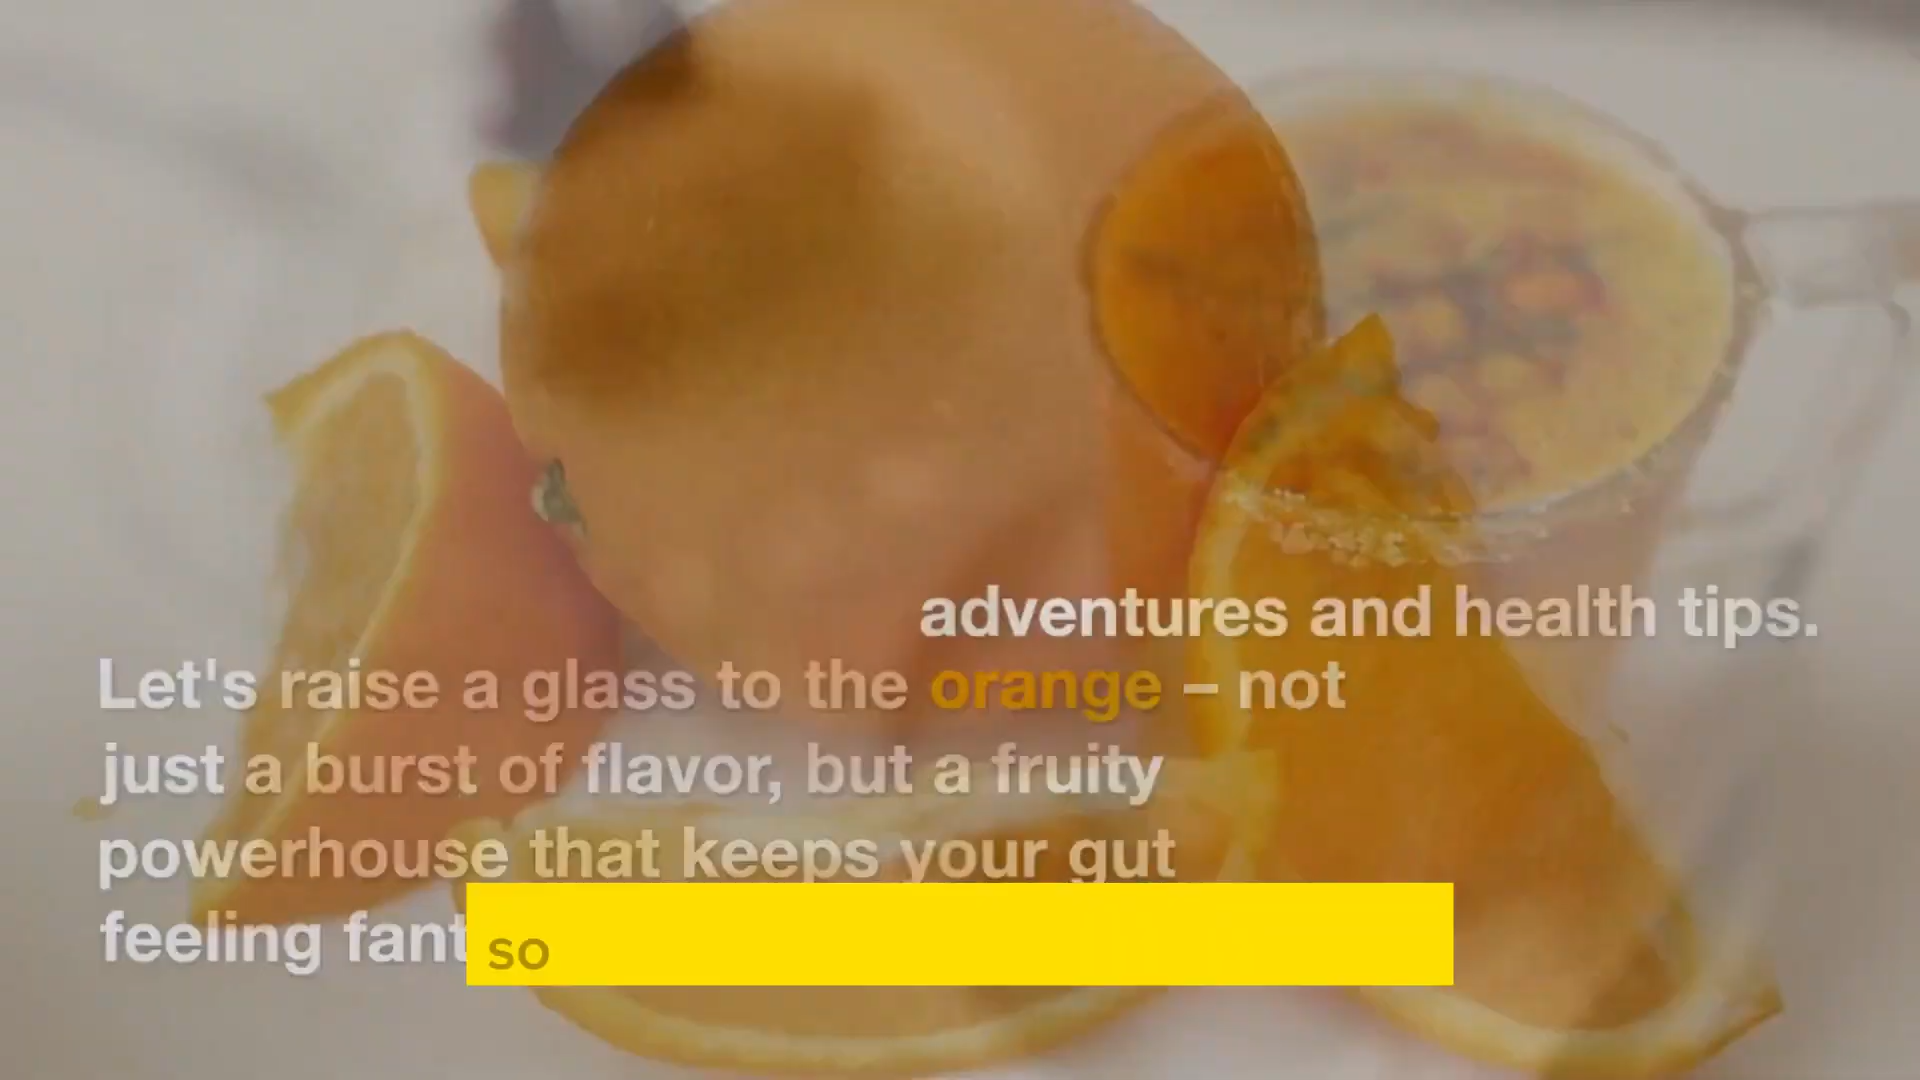 adventures and health tips.
Let's raise a glass to the orange – not
just a burst of flavor, but a fruity
powerhouse that keeps your gut
feeling fant
so